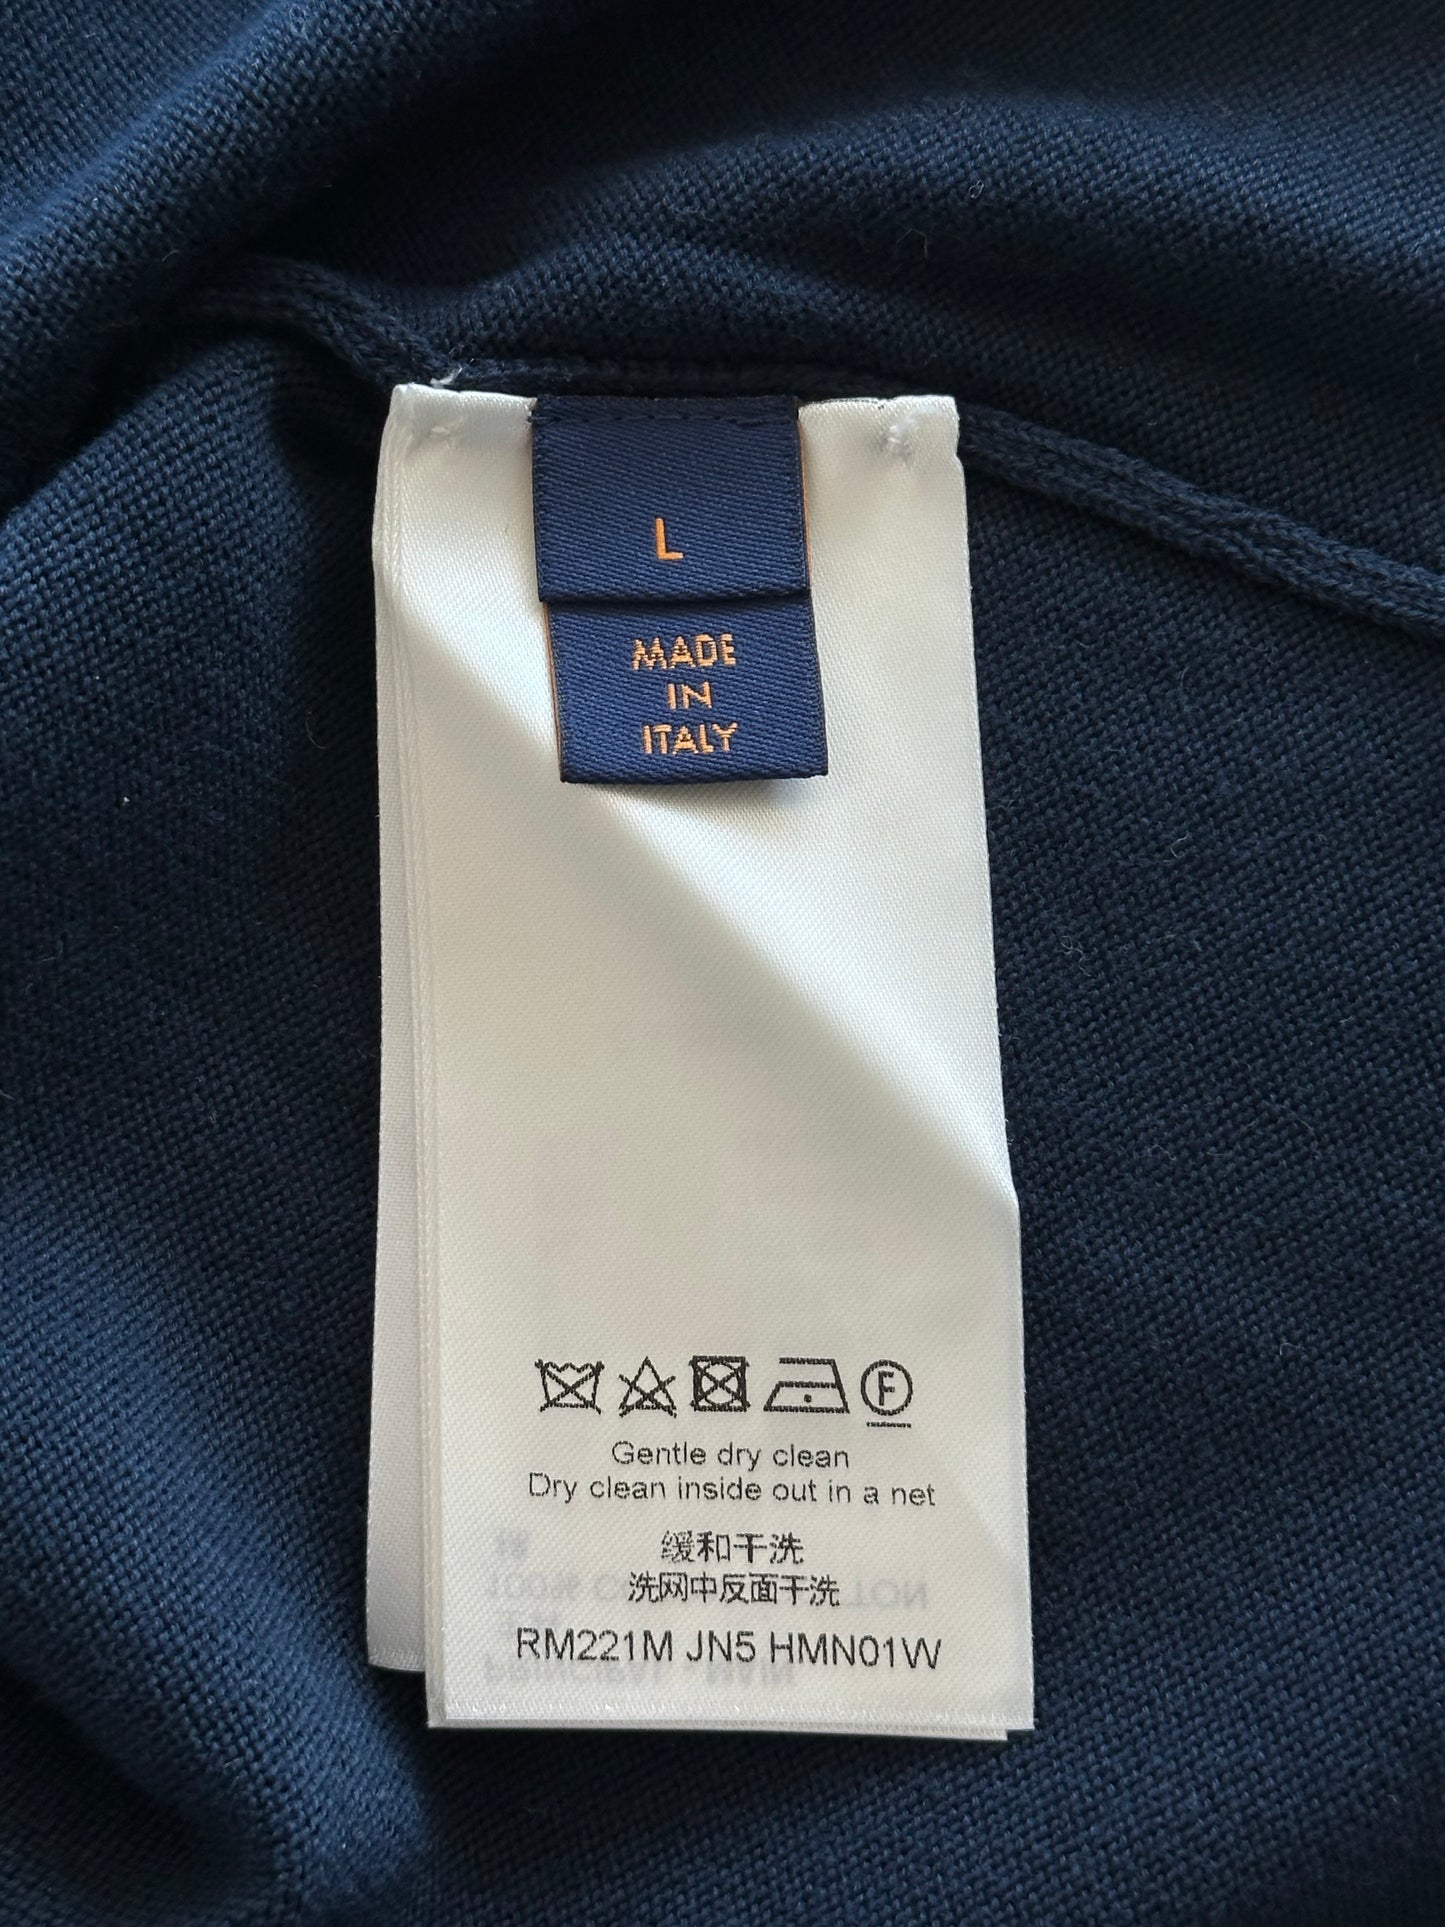 L
MADE
IN
ITALY
F
Gentle dry clean
Dry clean inside out in a net
缓和干洗
洗网中反面干洗
RM221M JN5 HMN01W